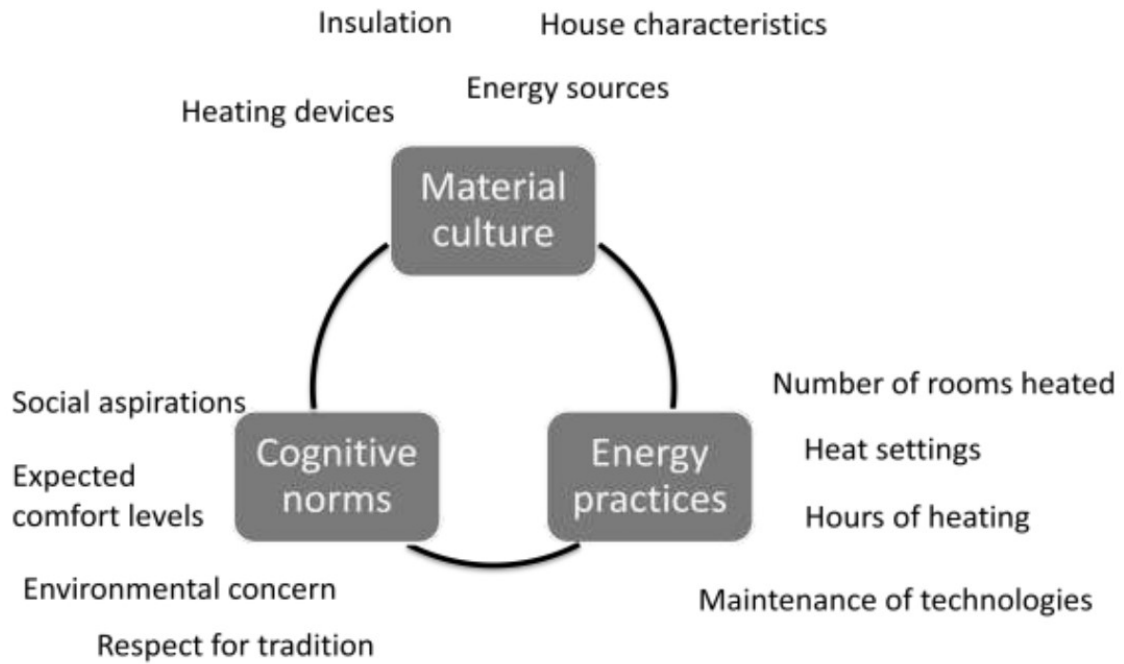 Insulation
House characteristics
Energy sources
Heating devices
Material
culture
Social aspirations
Expected
comfort levels
Environmental concern
Respect for tradition
Cognitive
norms
Energy
practices
Number of rooms heated
Heat settings
Hours of heating
Maintenance of technologies